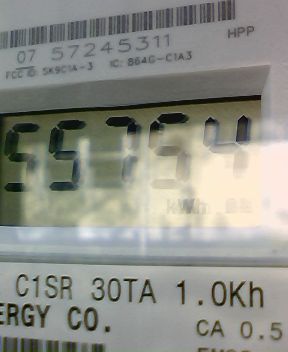 HPP
07 57245311
FCC ID: SK9C1A-3 IC: 864G-C1A3
55754
kWh
C1SR 30TA 1.0Kh
ERGY CO.
CA 0.5